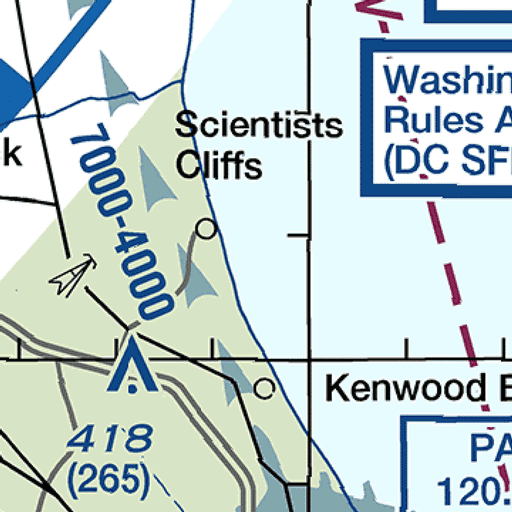 Washin
Rules A
(DC SF
Scientists
Cliffs
k
7000-4000
Kenwood B
418
(265)
PA
120.